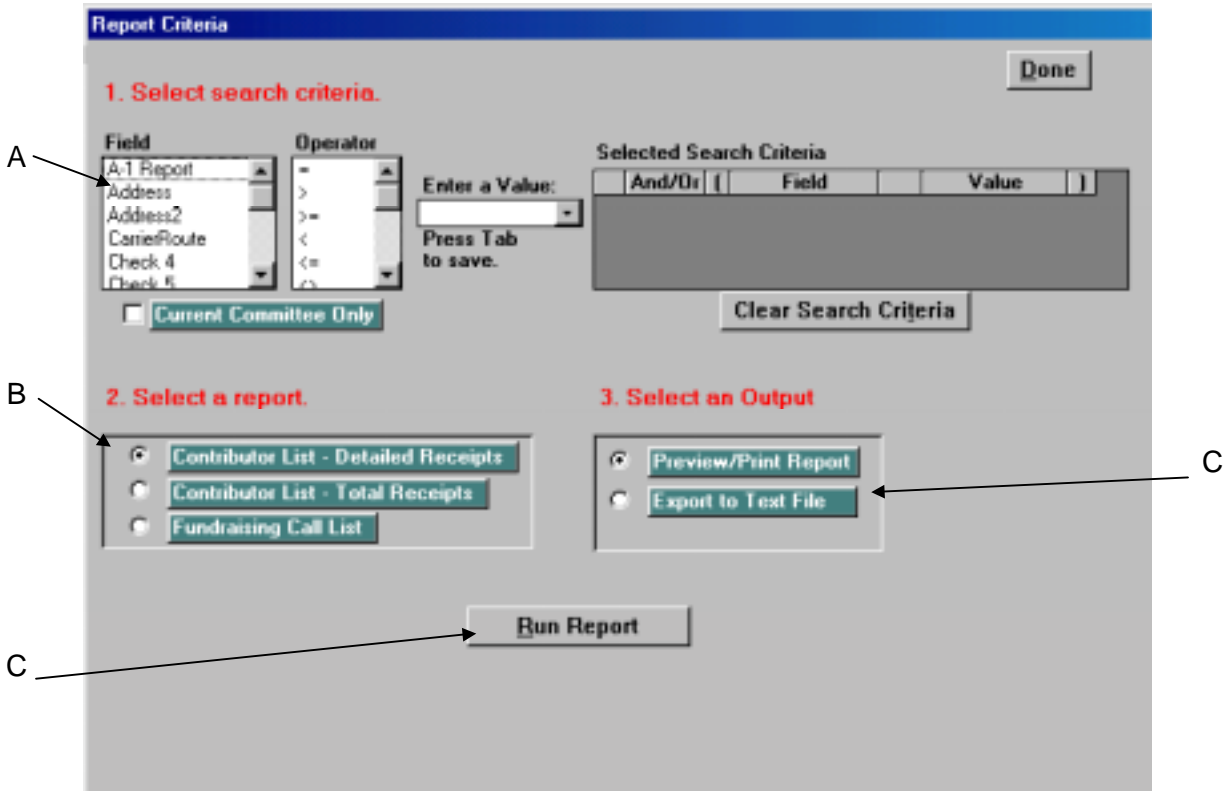 Report Criteria
Done
1. Select search criteria.
A
Field
A-1 Report
Address
Address2
CarrierRoute
Check 4
Check 5
Operator
=
>
>=
<
<=
<>
Enter a Value:
Press Tab
to save.
Selected Search Criteria
And/Or ( Field Value )
Current Committee Only
Clear Search Criteria
B
2. Select a report.
Contributor List - Detailed Receipts
Contributor List - Total Receipts
Fundraising Call List
3. Select an Output
Preview/Print Report
Export to Text File
C
Run Report
C